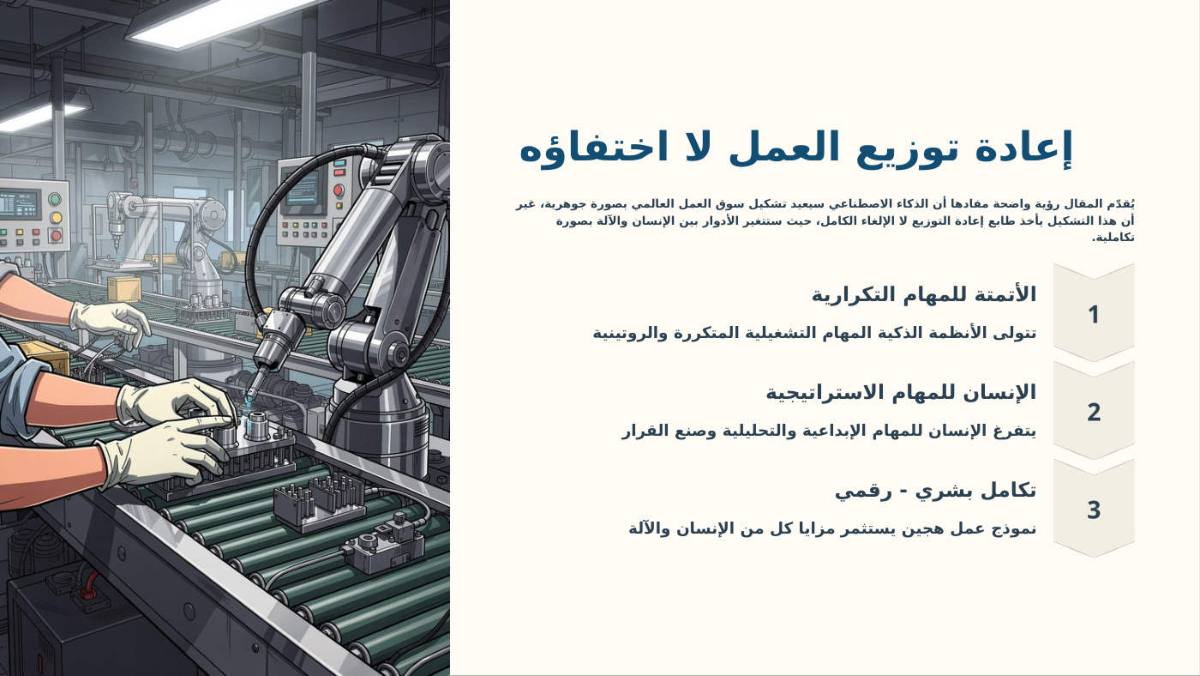 إعادة توزيع العمل لا اختفاؤه
يُقدّم المقال رؤية واضحة مفادها أن الذكاء الاصطناعي سيعيد تشكيل سوق العمل العالمي بصورة جوهرية، غير
أن هذا التشكيل يأخذ طابع إعادة التوزيع لا الإلغاء الكامل، حيث ستتغير الأدوار بين الإنسان والآلة بصورة
تكاملية.
1
الأتمتة للمهام التكرارية
تتولى الأنظمة الذكية المهام التشغيلية المتكررة والروتينية
2
الإنسان للمهام الاستراتيجية
يتفرغ الإنسان للمهام الإبداعية والتحليلية وصنع القرار
3
تكامل بشري - رقمي
نموذج عمل هجين يستثمر مزايا كل من الإنسان والآلة